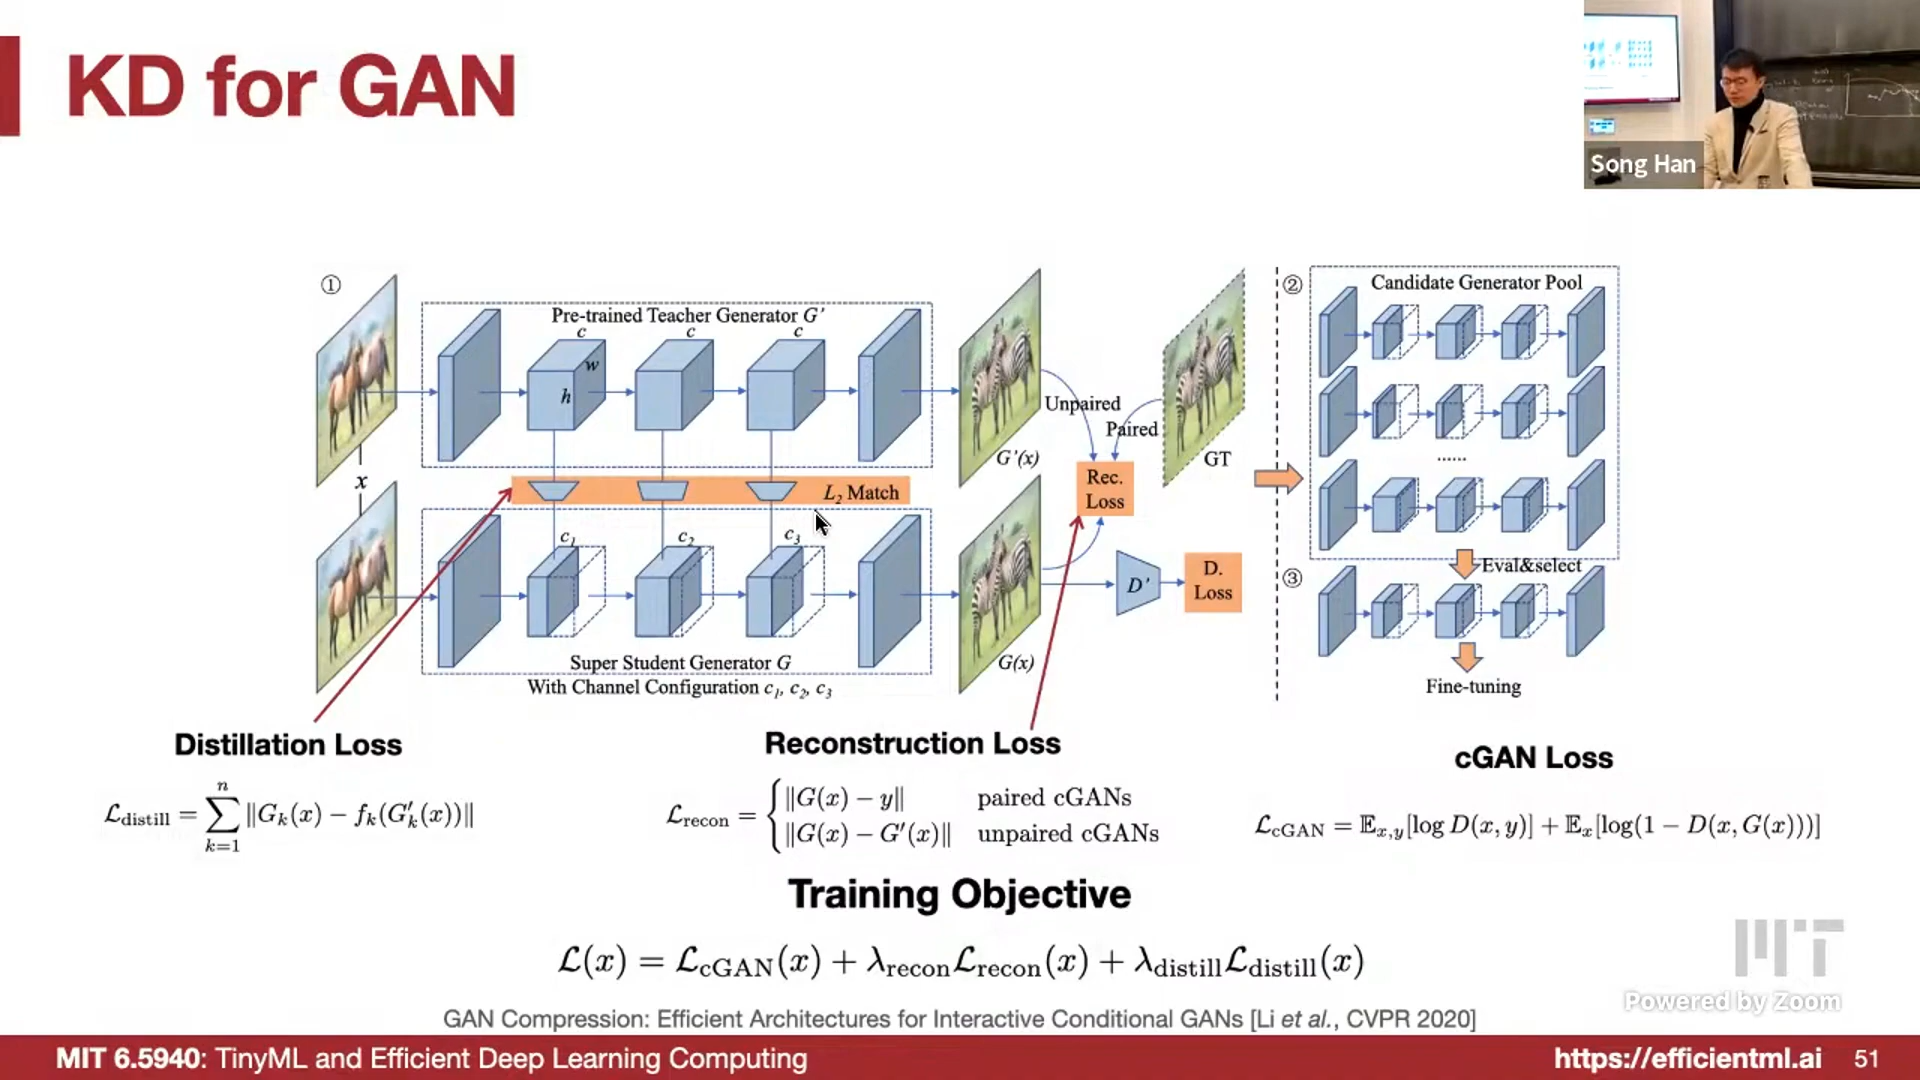 KD for GAN
Song Han
①
Pre-trained Teacher Generator G'
c c c
w
h
x
L₂ Match
c₁ c₂ c₃
Super Student Generator G
With Channel Configuration c₁, c₂, c₃
G'(x)
G(x)
Unpaired
Paired
GT
Rec.
Loss
D'
D.
Loss
②
Candidate Generator Pool
......
Eval&select
③
Fine-tuning
Distillation Loss
ℒ_distill = ∑_{k=1}^{n} ‖G_k(x) − f_k(G'_k(x))‖
Reconstruction Loss
ℒ_recon = { ‖G(x) − y‖ paired cGANs
‖G(x) − G'(x)‖ unpaired cGANs
cGAN Loss
ℒ_cGAN = 𝔼_{x,y}[log D(x, y)] + 𝔼_x[log(1 − D(x, G(x)))]
Training Objective
ℒ(x) = ℒ_cGAN(x) + λ_recon ℒ_recon(x) + λ_distill ℒ_distill(x)
MIT
Powered by Zoom
GAN Compression: Efficient Architectures for Interactive Conditional GANs [Li et al., CVPR 2020]
MIT 6.5940: TinyML and Efficient Deep Learning Computing
https://efficientml.ai 51